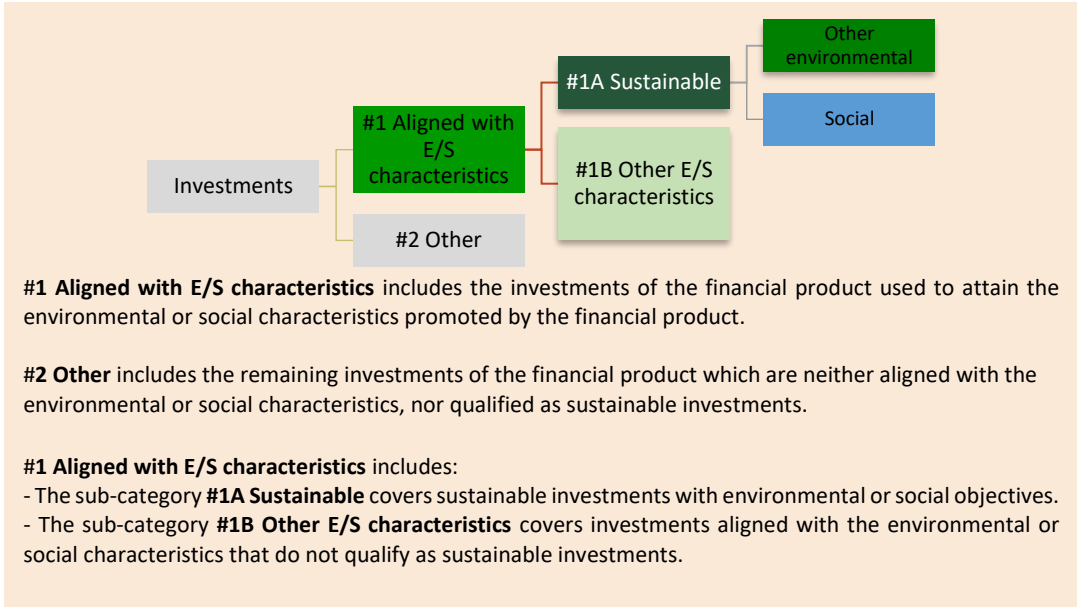 Other
environmental
#1A Sustainable
Social
#1 Aligned with
E/S
characteristics
#1B Other E/S
characteristics
Investments
#2 Other
#1 Aligned with E/S characteristics includes the investments of the financial product used to attain the
environmental or social characteristics promoted by the financial product.
#2 Other includes the remaining investments of the financial product which are neither aligned with the
environmental or social characteristics, nor qualified as sustainable investments.
#1 Aligned with E/S characteristics includes:
- The sub-category #1A Sustainable covers sustainable investments with environmental or social objectives.
- The sub-category #1B Other E/S characteristics covers investments aligned with the environmental or
social characteristics that do not qualify as sustainable investments.